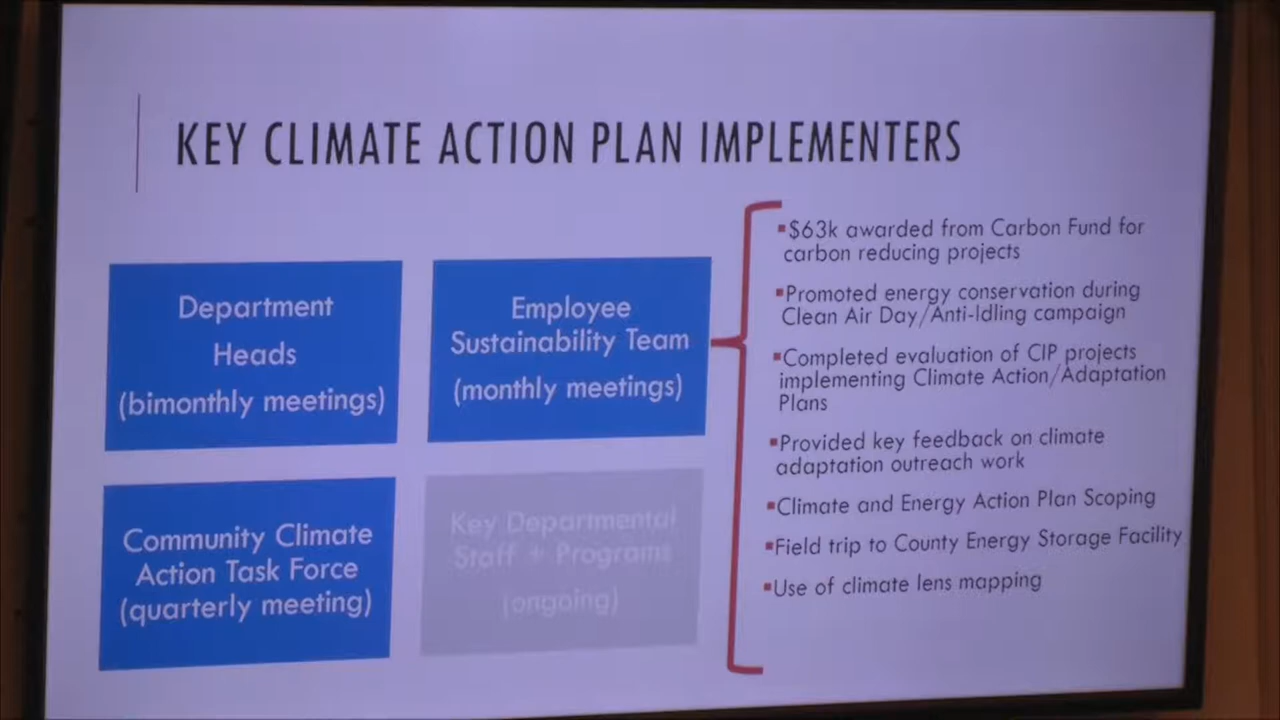 KEY CLIMATE ACTION PLAN IMPLEMENTERS
Department
Heads
(bimonthly meetings)
Employee
Sustainability Team
(monthly meetings)
Community Climate
Action Task Force
(quarterly meeting)
Key Departmental
Staff + Programs
(ongoing)
▪$63k awarded from Carbon Fund for
carbon reducing projects
▪Promoted energy conservation during
Clean Air Day/Anti-Idling campaign
▪Completed evaluation of CIP projects
implementing Climate Action/Adaptation
Plans
▪Provided key feedback on climate
adaptation outreach work
▪Climate and Energy Action Plan Scoping
▪Field trip to County Energy Storage Facility
▪Use of climate lens mapping